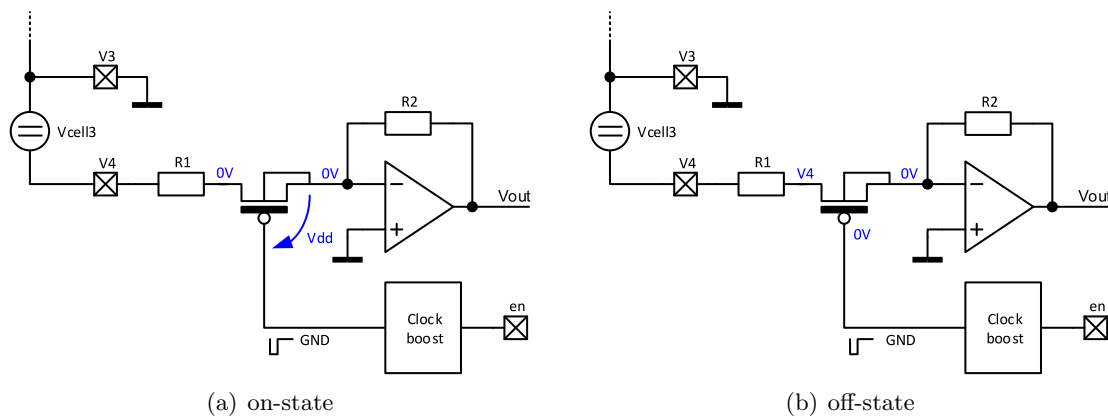 V3
R2
Vcell3
V4
R1
0V
0V
−
+
Vout
Vdd
Clock
boost
en
GND
(a) on-state
V3
R2
Vcell3
V4
R1
V4
0V
−
+
Vout
0V
Clock
boost
en
GND
(b) off-state